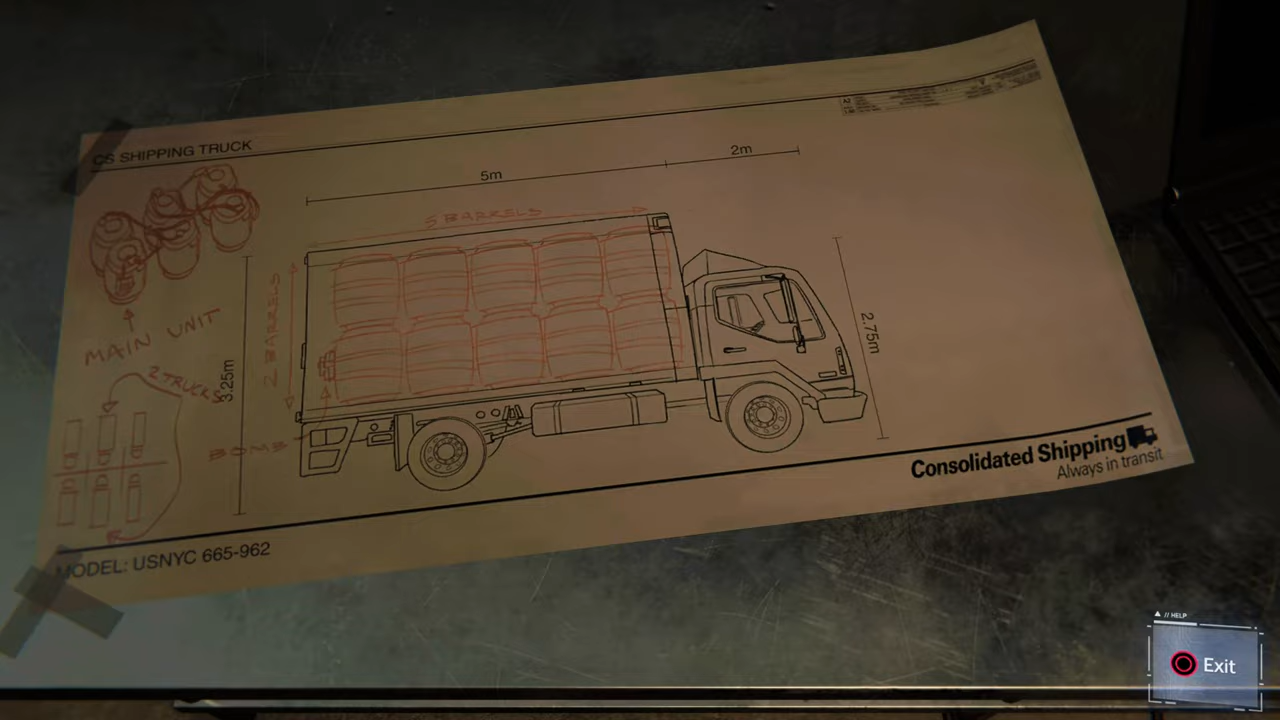 CS SHIPPING TRUCK
5m
2m
5 BARRELS
2 BARRELS
3.25m
2.75m
MAIN UNIT
2 TRUCKS
BOMB
Consolidated Shipping
Always in transit
MODEL: USNYC 665-962
// HELP
Exit